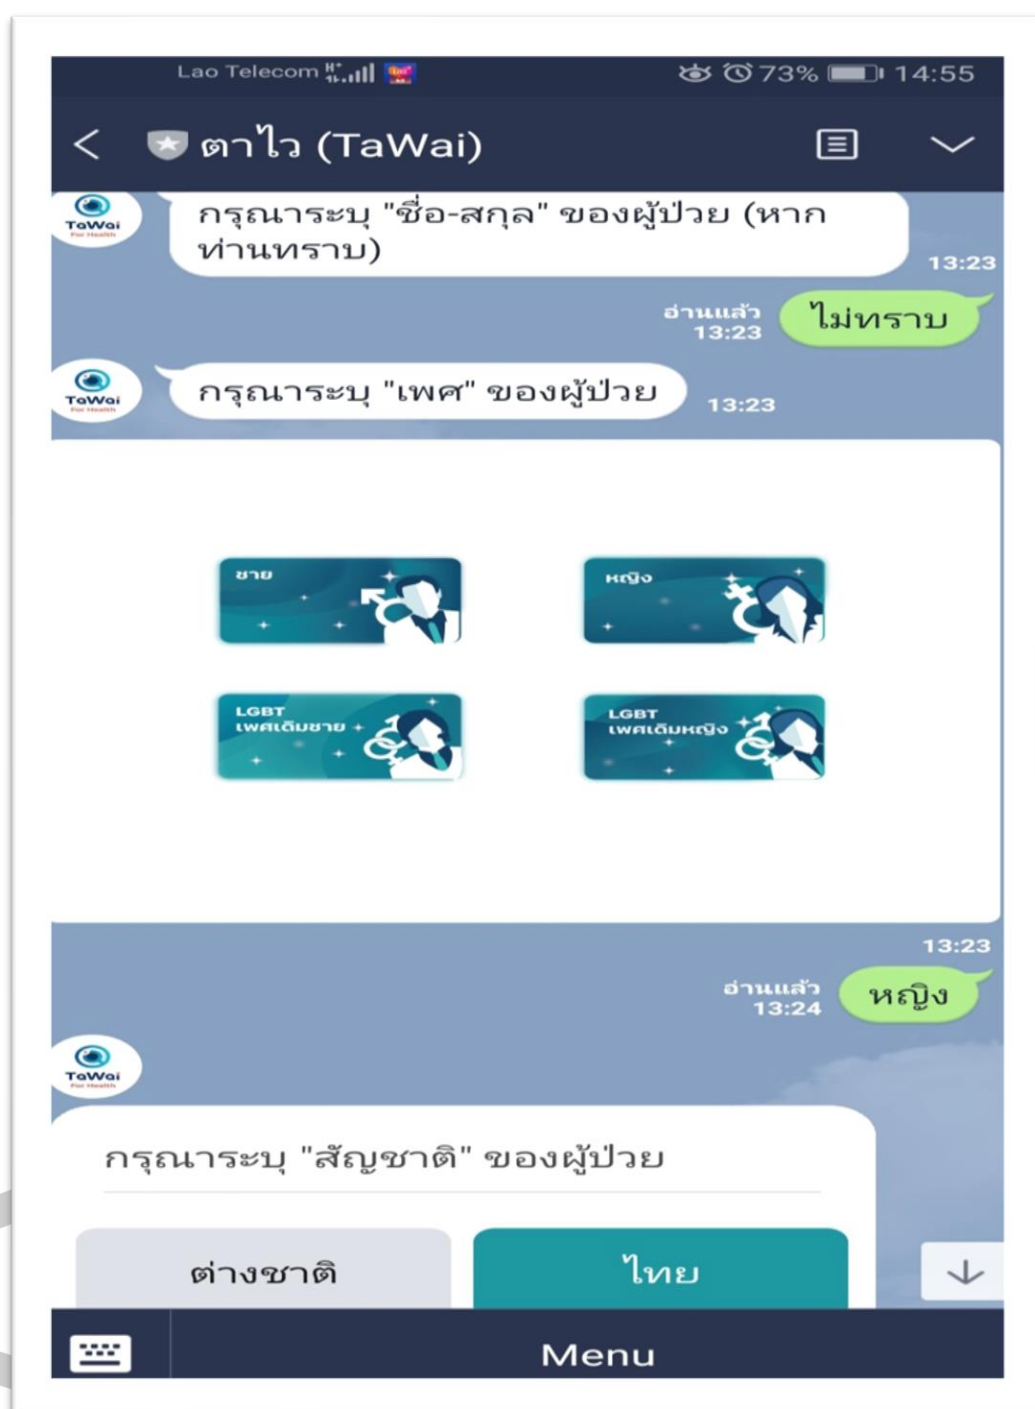 Lao Telecom
73%
14:55
ตาไว (TaWai)
TaWai
For Health
กรุณาระบุ "ชื่อ-สกุล" ของผู้ป่วย (หาก
ท่านทราบ)
13:23
อ่านแล้ว
13:23
ไม่ทราบ
TaWai
For Health
กรุณาระบุ "เพศ" ของผู้ป่วย
13:23
ชาย
หญิง
LGBT
เพศเดิมชาย
LGBT
เพศเดิมหญิง
13:23
อ่านแล้ว
13:24
หญิง
TaWai
For Health
กรุณาระบุ "สัญชาติ" ของผู้ป่วย
ต่างชาติ
ไทย
Menu